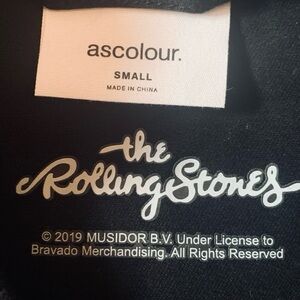 ascolour.
SMALL
MADE IN CHINA
the
Rolling Stones
© 2019 MUSIDOR B.V. Under License to
Bravado Merchandising. All Rights Reserved